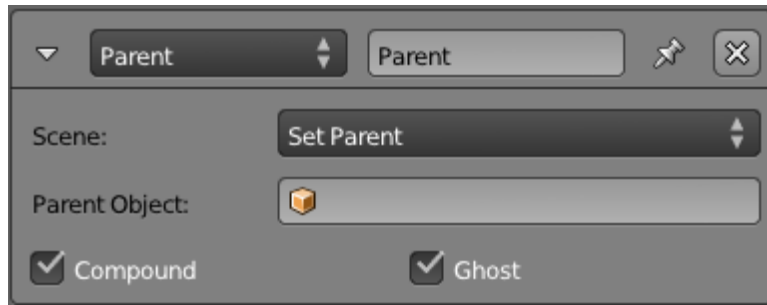 Parent Parent
Scene: Set Parent
Parent Object:
Compound Ghost